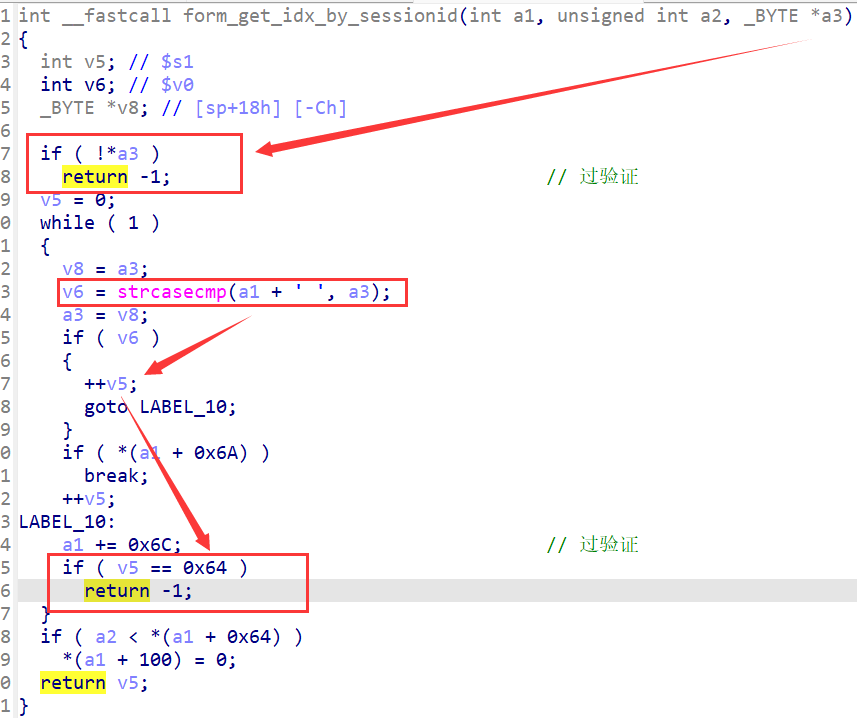 1 int __fastcall form_get_idx_by_sessionid(int a1, unsigned int a2, _BYTE *a3)
2 {
3 int v5; // $s1
4 int v6; // $v0
5 _BYTE *v8; // [sp+18h] [-Ch]
6
7 if ( !*a3 )
8 return -1; // 过验证
9 v5 = 0;
0 while ( 1 )
1 {
2 v8 = a3;
3 v6 = strcasecmp(a1 + ' ', a3);
4 a3 = v8;
5 if ( v6 )
6 {
7 ++v5;
8 goto LABEL_10;
9 }
0 if ( *(a1 + 0x6A) )
1 break;
2 ++v5;
3 LABEL_10:
4 a1 += 0x6C; // 过验证
5 if ( v5 == 0x64 )
6 return -1;
7 }
8 if ( a2 < *(a1 + 0x64) )
9 *(a1 + 100) = 0;
0 return v5;
1 }